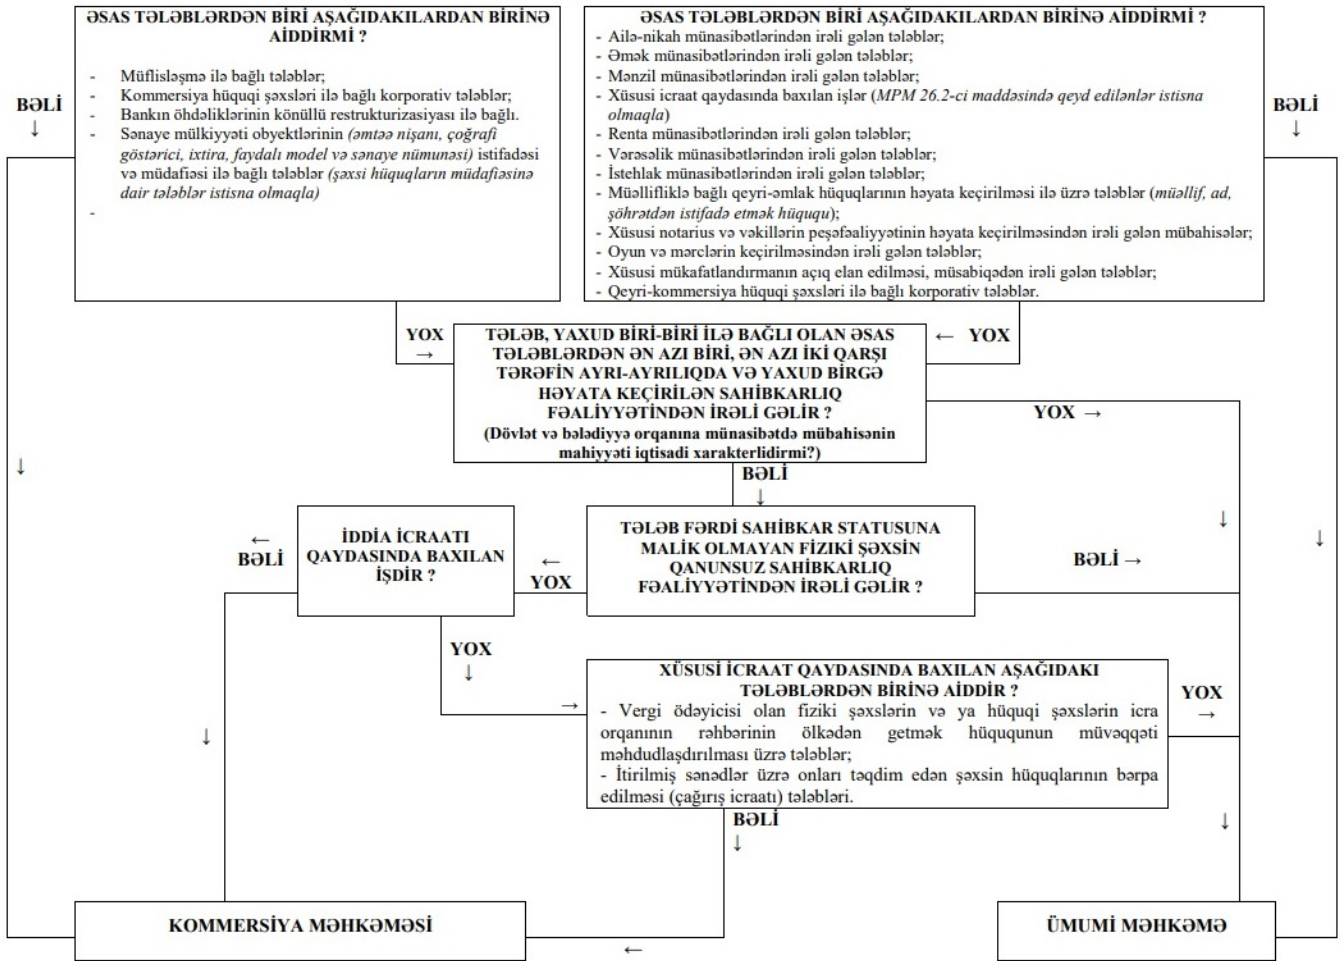 ƏSAS TƏLƏBLƏRDƏN BİRİ AŞAĞIDAKILARDAN BİRİNƏ
AİDDİRMİ ?
- Müflisləşmə ilə bağlı tələblər;
- Kommersiya hüquqi şəxsləri ilə bağlı korporativ tələblər;
- Bankın öhdəliklərinin könüllü restrukturizasiyası ilə bağlı.
- Sənaye mülkiyyəti obyektlərinin (əmtəə nişanı, çoğrafi
göstərici, ixtira, faydalı model və sənaye nümunəsi) istifadəsi
və müdafiəsi ilə bağlı tələblər (şəxsi hüquqların müdafiəsinə
dair tələblər istisna olmaqla)
-
BƏLİ
↓
ƏSAS TƏLƏBLƏRDƏN BİRİ AŞAĞIDAKILARDAN BİRİNƏ AİDDİRMİ ?
- Ailə-nikah münasibətlərindən irəli gələn tələblər;
- Əmək münasibətlərindən irəli gələn tələblər;
- Mənzil münasibətlərindən irəli gələn tələblər;
- Xüsusi icraat qaydasında baxılan işlər (MPM 26.2-ci maddəsində qeyd edilənlər istisna
olmaqla)
- Renta münasibətlərindən irəli gələn tələblər;
- Vərəsəlik münasibətlərindən irəli gələn tələblər;
- İstehlak münasibətlərindən irəli gələn tələblər;
- Müəlliflikləbağlı qeyri-əmlak hüquqlarının həyata keçirilməsi ilə üzrə tələblər (müəllif, ad,
şöhrətdən istifadə etmək hüququ);
- Xüsusi notarius və vəkillərin peşəfəaliyyətinin həyata keçirilməsindən irəli gələn mübahisələr;
- Oyun və mərclərin keçirilməsindən irəli gələn tələblər;
- Xüsusi mükafatlandırmanın açıq elan edilməsi, müsabiqədən irəli gələn tələblər;
- Qeyri-kommersiya hüquqi şəxsləri ilə bağlı korporativ tələblər.
BƏLİ
↓
YOX
→
TƏLƏB, YAXUD BİRİ-BİRİ İLƏ BAĞLI OLAN ƏSAS
TƏLƏBLƏRDƏN ƏN AZI BİRİ, ƏN AZI İKİ QARŞI
TƏRƏFİN AYRI-AYRILIQDA VƏ YAXUD BİRGƏ
HƏYATA KEÇİRİLƏN SAHİBKARLIQ
FƏALİYYƏTİNDƏN İRƏLİ GƏLİR ?
(Dövlət və bələdiyyə orqanına münasibətdə mübahisənin
mahiyyəti iqtisadi xarakterlidirmi?)
← YOX
YOX →
BƏLİ
↓
↓
↓
↓
TƏLƏB FƏRDİ SAHİBKAR STATUSUNA
MALİK OLMAYAN FİZIKİ ŞƏXSİN
QANUNSUZ SAHİBKARLIQ
FƏALİYYƏTİNDƏN İRƏLİ GƏLİR ?
BƏLİ →
←
YOX
İDDİA İCRAATI
QAYDASINDA BAXILAN
İŞDİR ?
←
BƏLİ
YOX
↓
→
XÜSUSİ İCRAAT QAYDASINDA BAXILAN AŞAĞIDAKI
TƏLƏBLƏRDƏN BİRİNƏ AİDDİR ?
- Vergi ödəyicisi olan fiziki şəxslərin və ya hüquqi şəxslərin icra
orqanının rəhbərinin ölkədən getmək hüququnun müvəqqəti
məhdudlaşdırılması üzrə tələblər;
- İtirilmiş sənədlər üzrə onları təqdim edən şəxsin hüquqlarının bərpa
edilməsi (çağırış icraatı) tələbləri.
YOX
→
↓
BƏLİ
↓
↓
KOMMERSİYA MƏHKƏMƏSİ
←
ÜMUMİ MƏHKƏMƏ